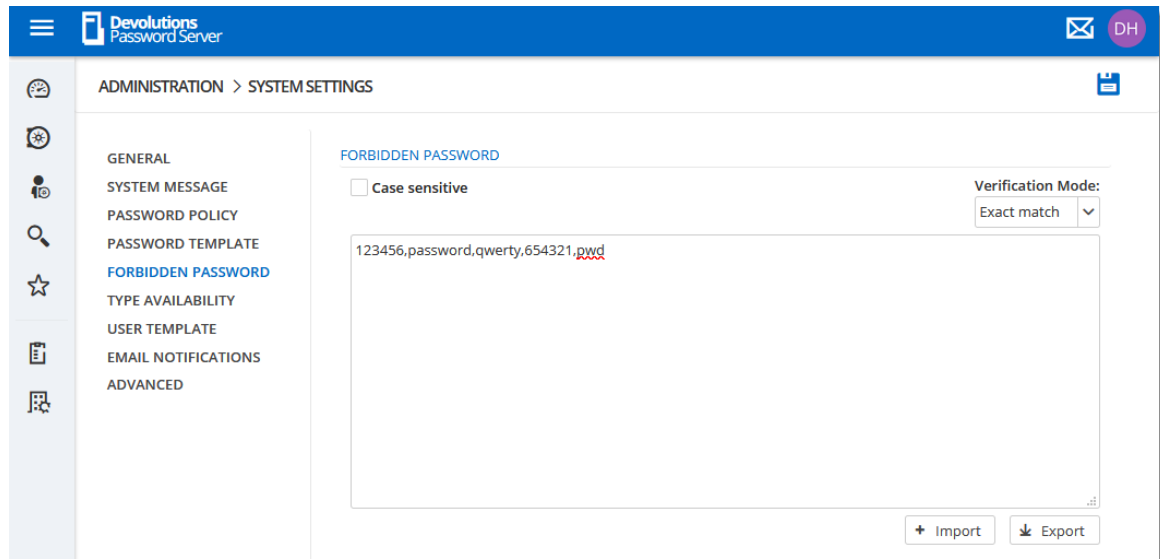 Devolutions
Password Server
DH
ADMINISTRATION > SYSTEM SETTINGS
GENERAL
SYSTEM MESSAGE
PASSWORD POLICY
PASSWORD TEMPLATE
FORBIDDEN PASSWORD
TYPE AVAILABILITY
USER TEMPLATE
EMAIL NOTIFICATIONS
ADVANCED
FORBIDDEN PASSWORD
Case sensitive
Verification Mode:
Exact match
123456,password,qwerty,654321,pwd
+ Import
Export